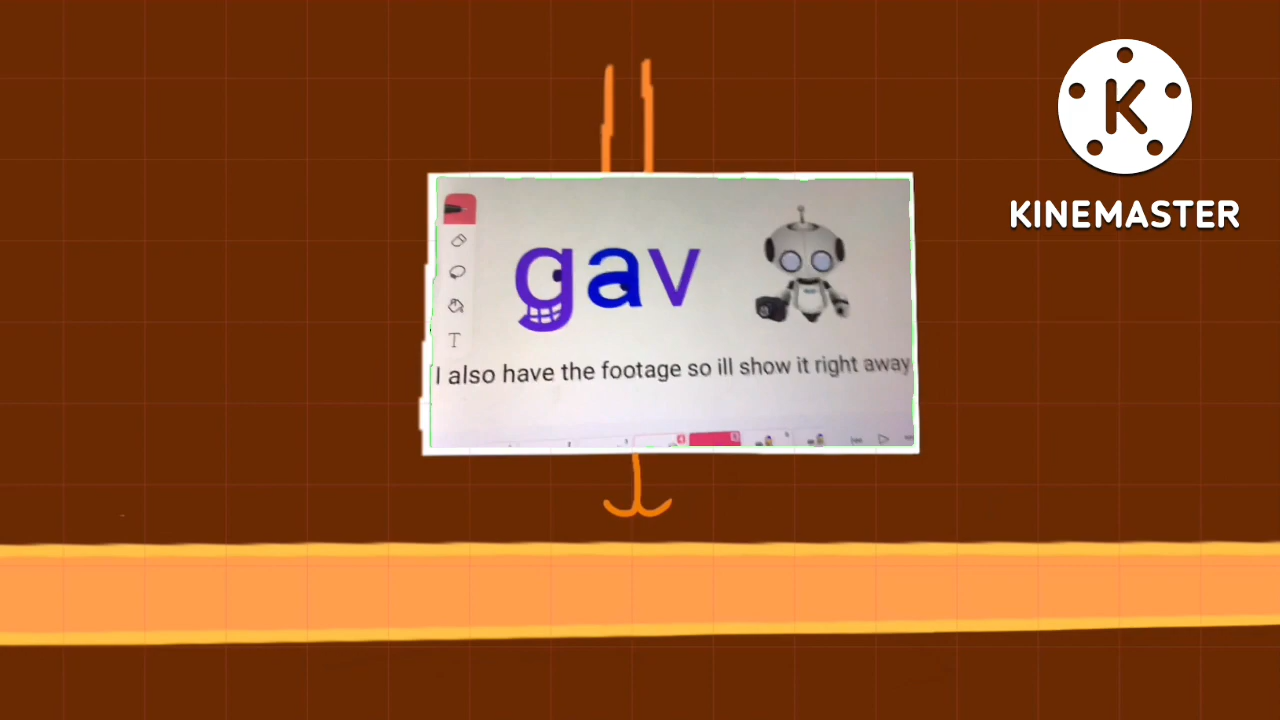 K
KINEMASTER
gav
T
I also have the footage so ill show it right away